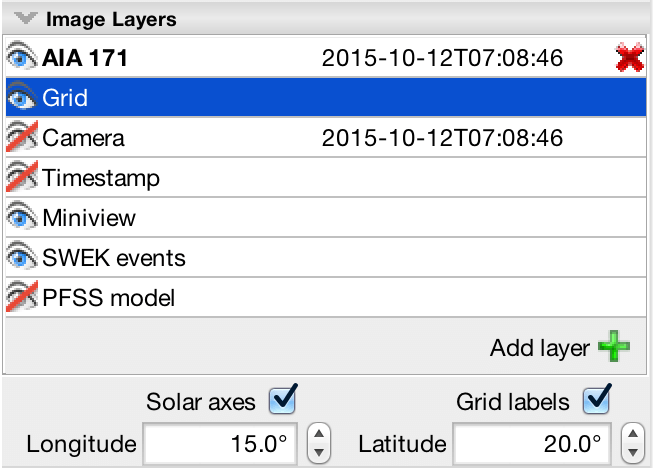 Image Layers
AIA 171 2015-10-12T07:08:46
Grid
Camera 2015-10-12T07:08:46
Timestamp
Miniview
SWEK events
PFSS model
Add layer
Solar axes Grid labels
Longitude 15.0° Latitude 20.0°